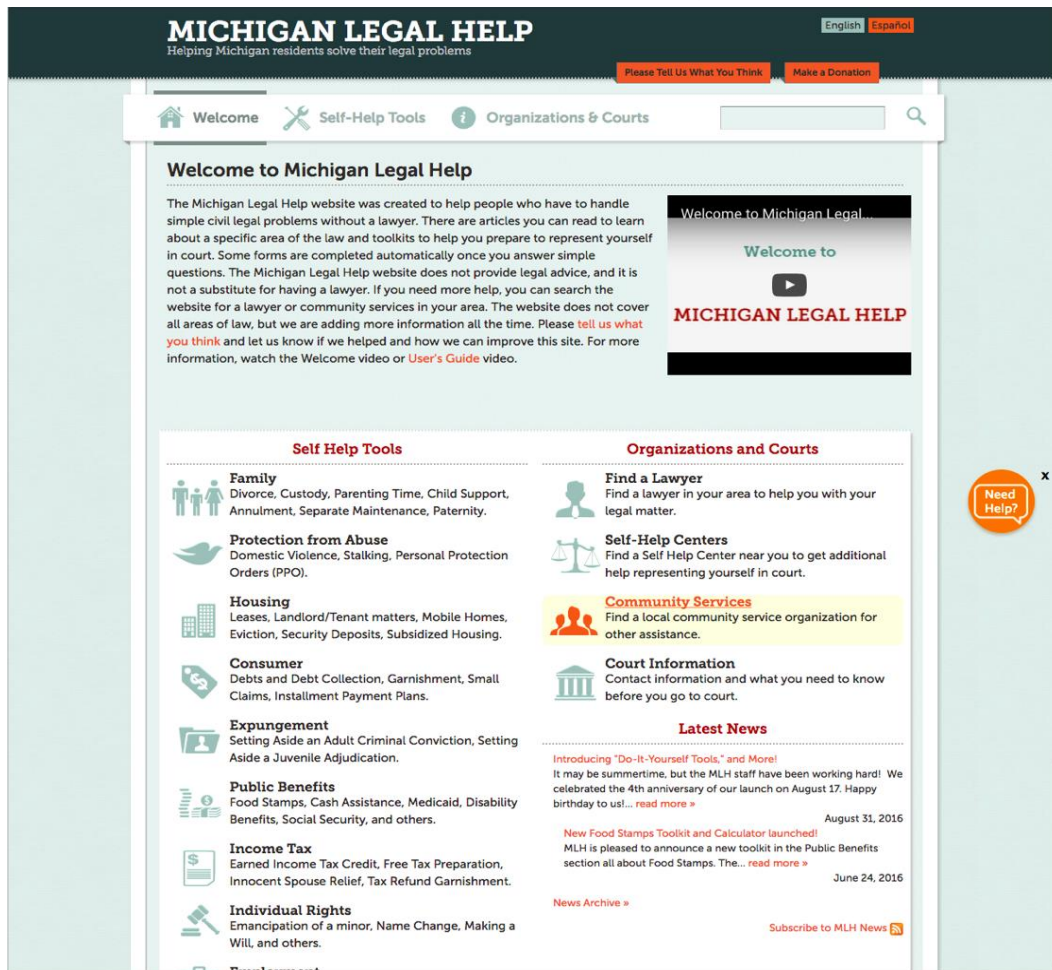 MICHIGAN LEGAL HELP
Helping Michigan residents solve their legal problems
English Español
Please Tell Us What You Think Make a Donation
Welcome Self-Help Tools Organizations & Courts
Welcome to Michigan Legal Help
The Michigan Legal Help website was created to help people who have to handle
simple civil legal problems without a lawyer. There are articles you can read to learn
about a specific area of the law and toolkits to help you prepare to represent yourself
in court. Some forms are completed automatically once you answer simple
questions. The Michigan Legal Help website does not provide legal advice, and it is
not a substitute for having a lawyer. If you need more help, you can search the
website for a lawyer or community services in your area. The website does not cover
all areas of law, but we are adding more information all the time. Please tell us what
you think and let us know if we helped and how we can improve this site. For more
information, watch the Welcome video or User's Guide video.
Welcome to Michigan Legal...
Welcome to
MICHIGAN LEGAL HELP
Self Help Tools
Family
Divorce, Custody, Parenting Time, Child Support,
Annulment, Separate Maintenance, Paternity.
Protection from Abuse
Domestic Violence, Stalking, Personal Protection
Orders (PPO).
Housing
Leases, Landlord/Tenant matters, Mobile Homes,
Eviction, Security Deposits, Subsidized Housing.
Consumer
Debts and Debt Collection, Garnishment, Small
Claims, Installment Payment Plans.
Expungement
Setting Aside an Adult Criminal Conviction, Setting
Aside a Juvenile Adjudication.
Public Benefits
Food Stamps, Cash Assistance, Medicaid, Disability
Benefits, Social Security, and others.
Income Tax
Earned Income Tax Credit, Free Tax Preparation,
Innocent Spouse Relief, Tax Refund Garnishment.
Individual Rights
Emancipation of a minor, Name Change, Making a
Will, and others.
Employment
Organizations and Courts
Find a Lawyer
Find a lawyer in your area to help you with your
legal matter.
Self-Help Centers
Find a Self Help Center near you to get additional
help representing yourself in court.
Community Services
Find a local community service organization for
other assistance.
Court Information
Contact information and what you need to know
before you go to court.
Latest News
Introducing "Do-It-Yourself Tools," and More!
It may be summertime, but the MLH staff have been working hard! We
celebrated the 4th anniversary of our launch on August 17. Happy
birthday to us!... read more »
August 31, 2016
New Food Stamps Toolkit and Calculator launched!
MLH is pleased to announce a new toolkit in the Public Benefits
section all about Food Stamps. The... read more »
June 24, 2016
News Archive »
Subscribe to MLH News
x
Need
Help?